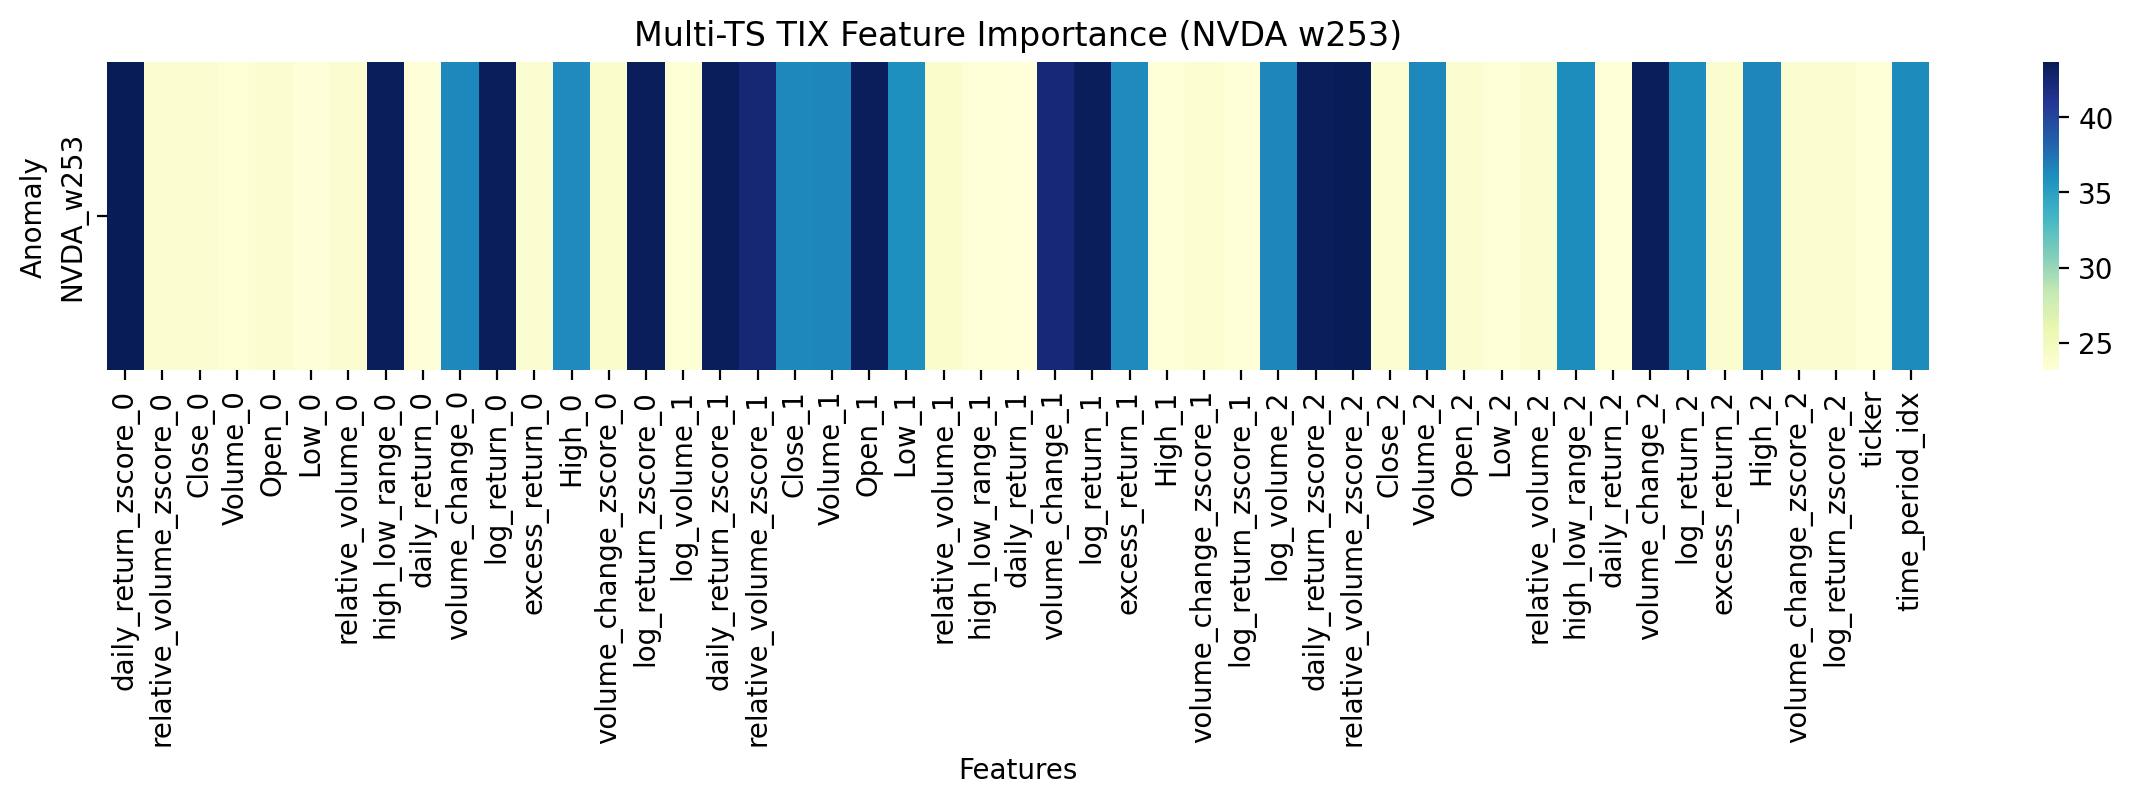 Multi-TS TIX Feature Importance (NVDA w253)
Anomaly
NVDA_w253
40
35
30
25
daily_return_zscore_0
relative_volume_zscore_0
Close_0
Volume_0
Open_0
Low_0
relative_volume_0
high_low_range_0
daily_return_0
volume_change_0
log_return_0
excess_return_0
High_0
volume_change_zscore_0
log_return_zscore_0
log_volume_1
daily_return_zscore_1
relative_volume_zscore_1
Close_1
Volume_1
Open_1
Low_1
relative_volume_1
high_low_range_1
daily_return_1
volume_change_1
log_return_1
excess_return_1
High_1
volume_change_zscore_1
log_return_zscore_1
log_volume_2
daily_return_zscore_2
relative_volume_zscore_2
Close_2
Volume_2
Open_2
Low_2
relative_volume_2
high_low_range_2
daily_return_2
volume_change_2
log_return_2
excess_return_2
High_2
volume_change_zscore_2
log_return_zscore_2
ticker
time_period_idx
Features